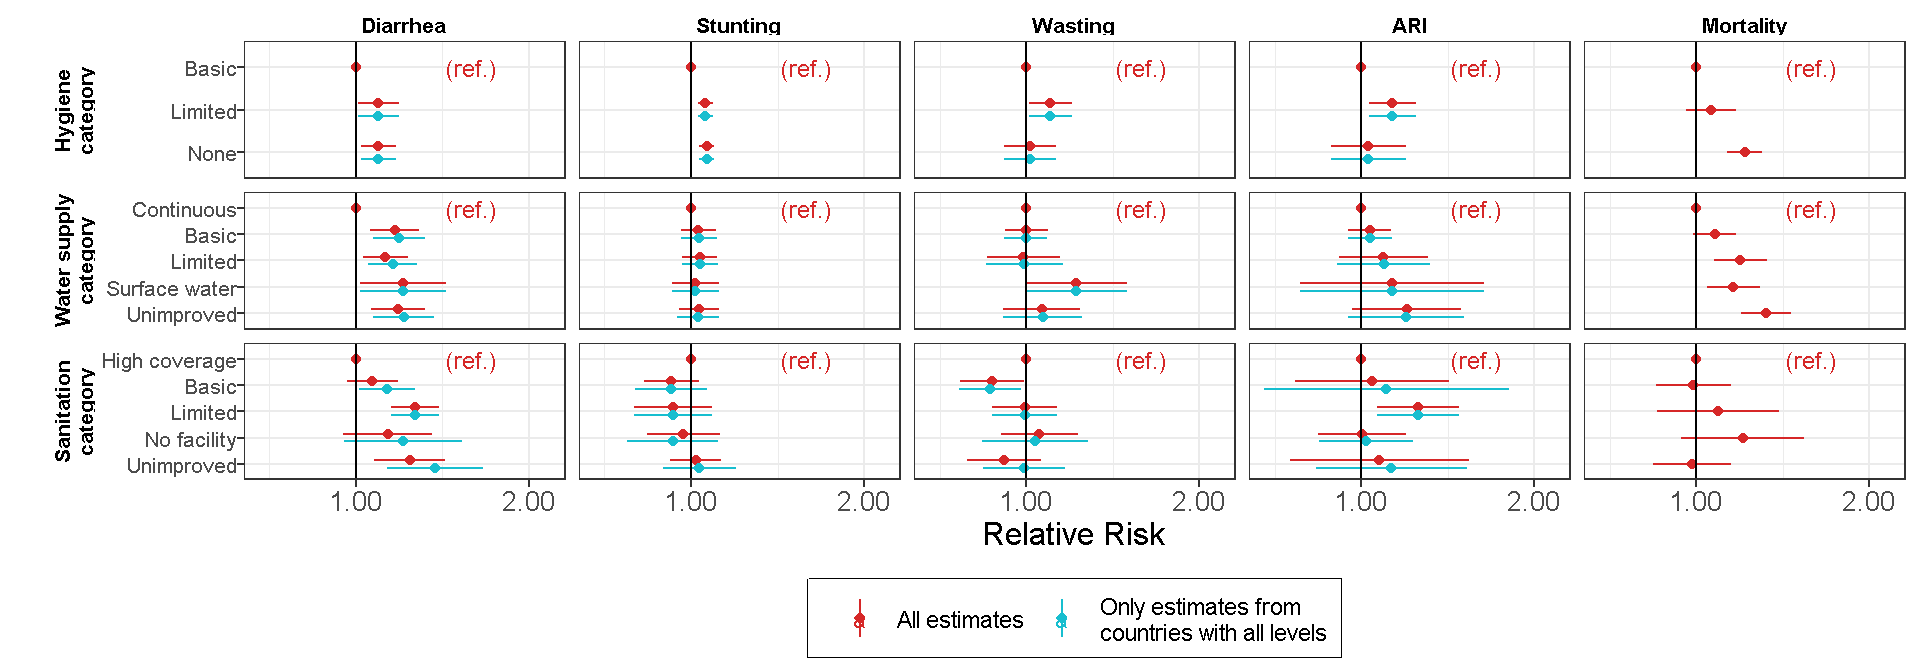 Diarrhea Stunting Wasting ARI Mortality
Hygiene
category
Basic
Limited
None
(ref.) (ref.) (ref.) (ref.) (ref.)
Water supply
category
Continuous
Basic
Limited
Surface water
Unimproved
(ref.) (ref.) (ref.) (ref.) (ref.)
Sanitation
category
High coverage
Basic
Limited
No facility
Unimproved
(ref.) (ref.) (ref.) (ref.) (ref.)
1.00 2.00 1.00 2.00 1.00 2.00 1.00 2.00 1.00 2.00
Relative Risk
a All estimates
a Only estimates from
countries with all levels